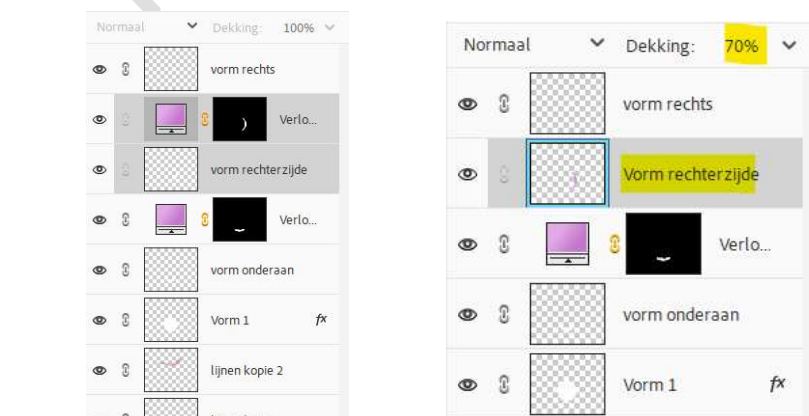 Normaal Dekking: 100%
vorm rechts
Verlo...
vorm rechterzijde
Verlo...
vorm onderaan
Vorm 1 fx
lijnen kopie 2
Normaal Dekking: 70%
vorm rechts
Vorm rechterzijde
Verlo...
vorm onderaan
Vorm 1 fx